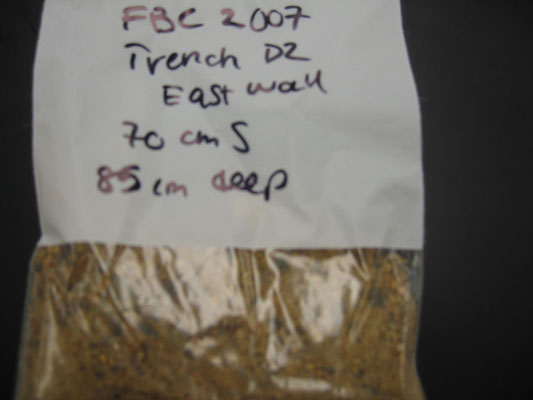 FBC 2007
Trench D2
East wall
70 cm S
85 cm deep